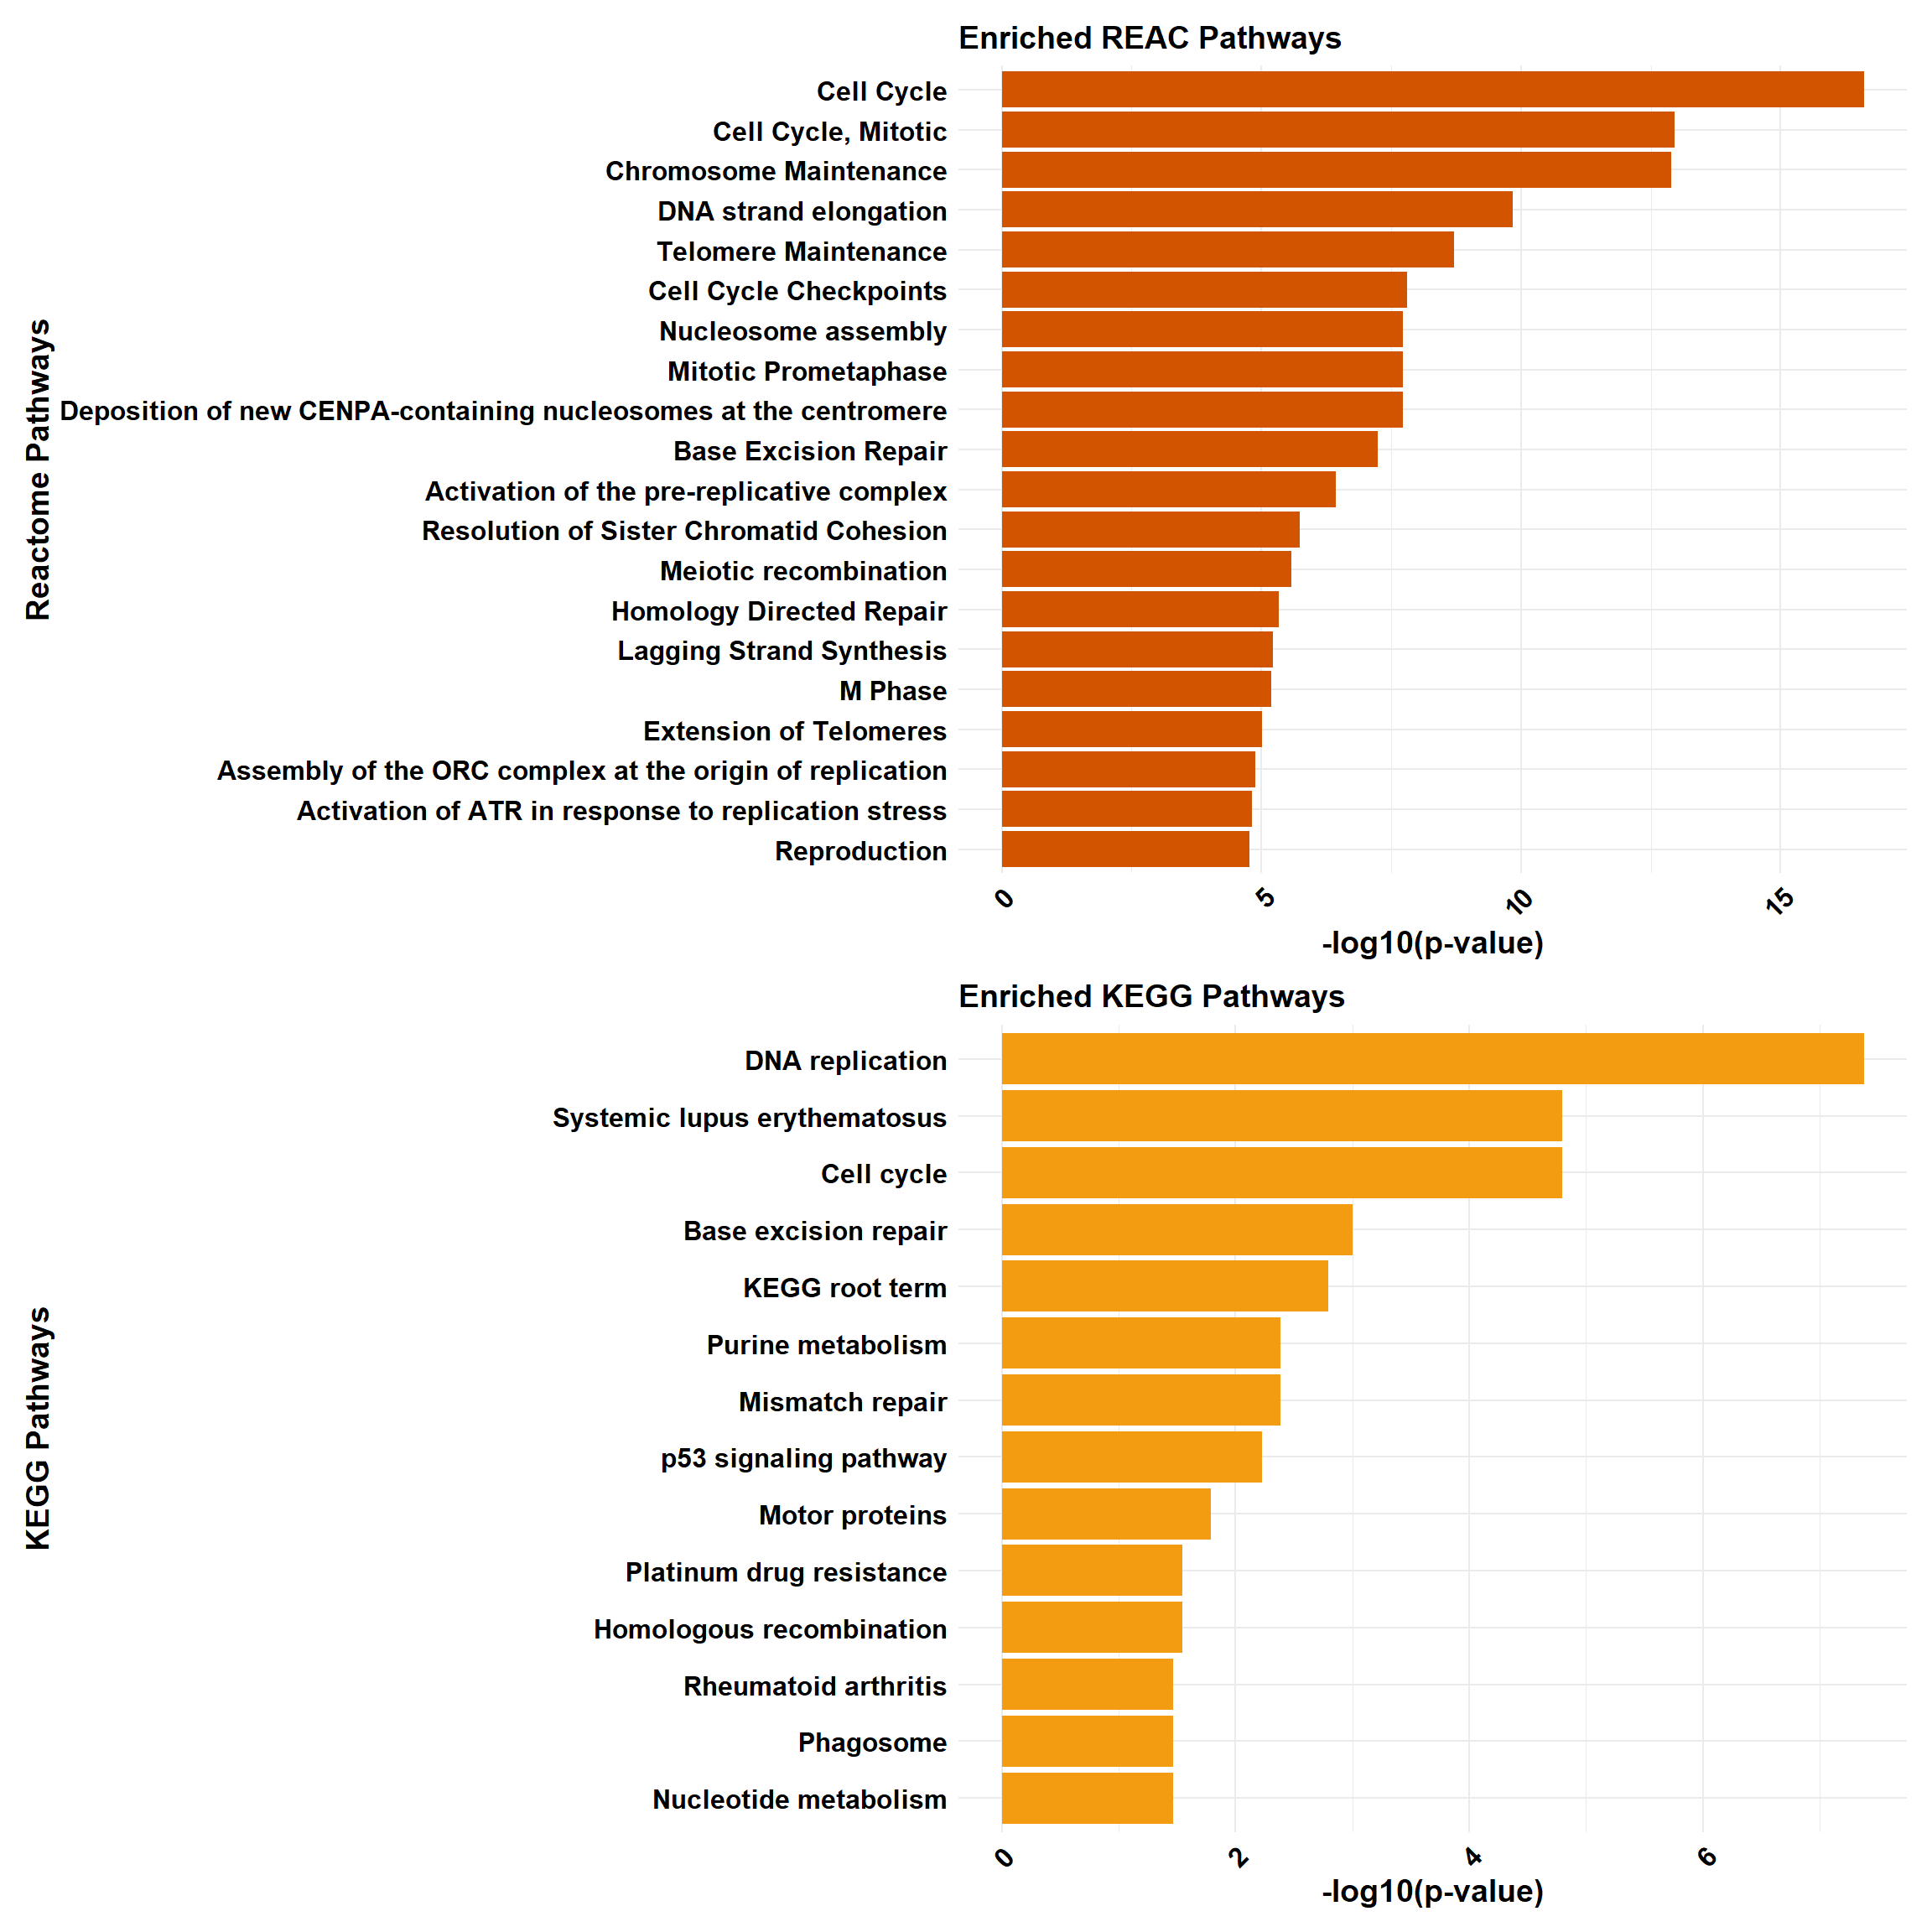 Enriched REAC Pathways
Reactome Pathways
Cell Cycle
Cell Cycle, Mitotic
Chromosome Maintenance
DNA strand elongation
Telomere Maintenance
Cell Cycle Checkpoints
Nucleosome assembly
Mitotic Prometaphase
Deposition of new CENPA-containing nucleosomes at the centromere
Base Excision Repair
Activation of the pre-replicative complex
Resolution of Sister Chromatid Cohesion
Meiotic recombination
Homology Directed Repair
Lagging Strand Synthesis
M Phase
Extension of Telomeres
Assembly of the ORC complex at the origin of replication
Activation of ATR in response to replication stress
Reproduction
0 5 10 15
-log10(p-value)
Enriched KEGG Pathways
KEGG Pathways
DNA replication
Systemic lupus erythematosus
Cell cycle
Base excision repair
KEGG root term
Purine metabolism
Mismatch repair
p53 signaling pathway
Motor proteins
Platinum drug resistance
Homologous recombination
Rheumatoid arthritis
Phagosome
Nucleotide metabolism
0 2 4 6
-log10(p-value)